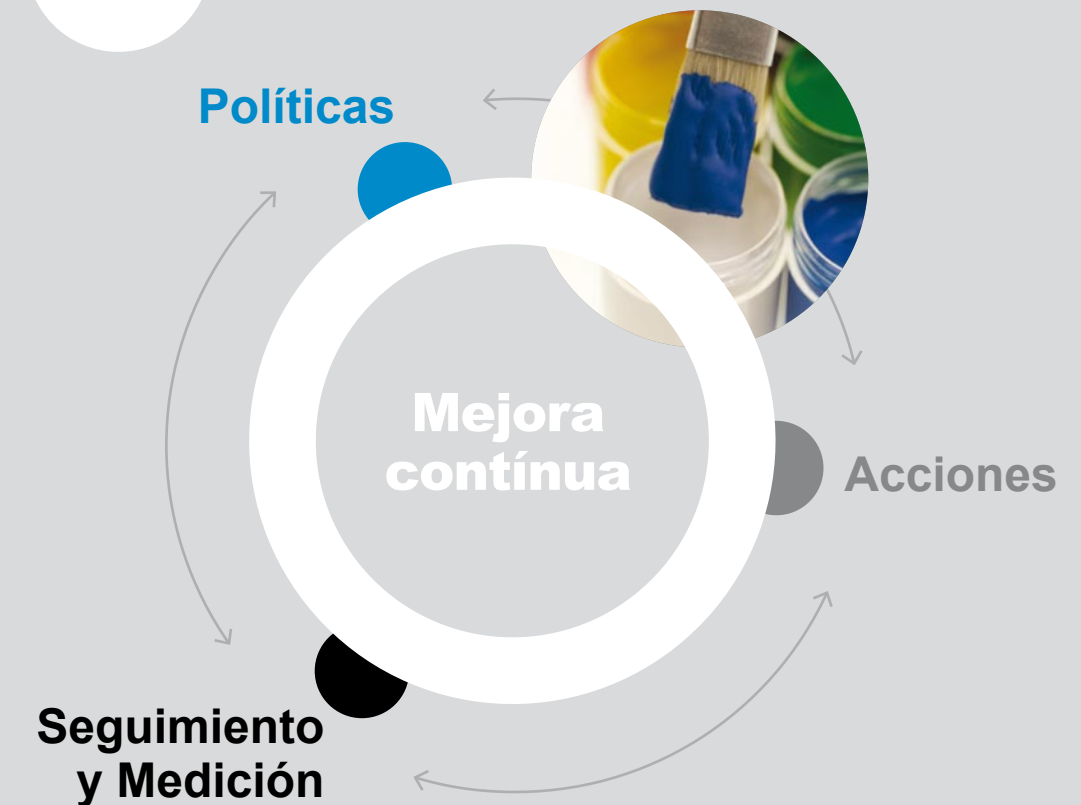 Políticas
Mejora
contínua
Acciones
Seguimiento
y Medición